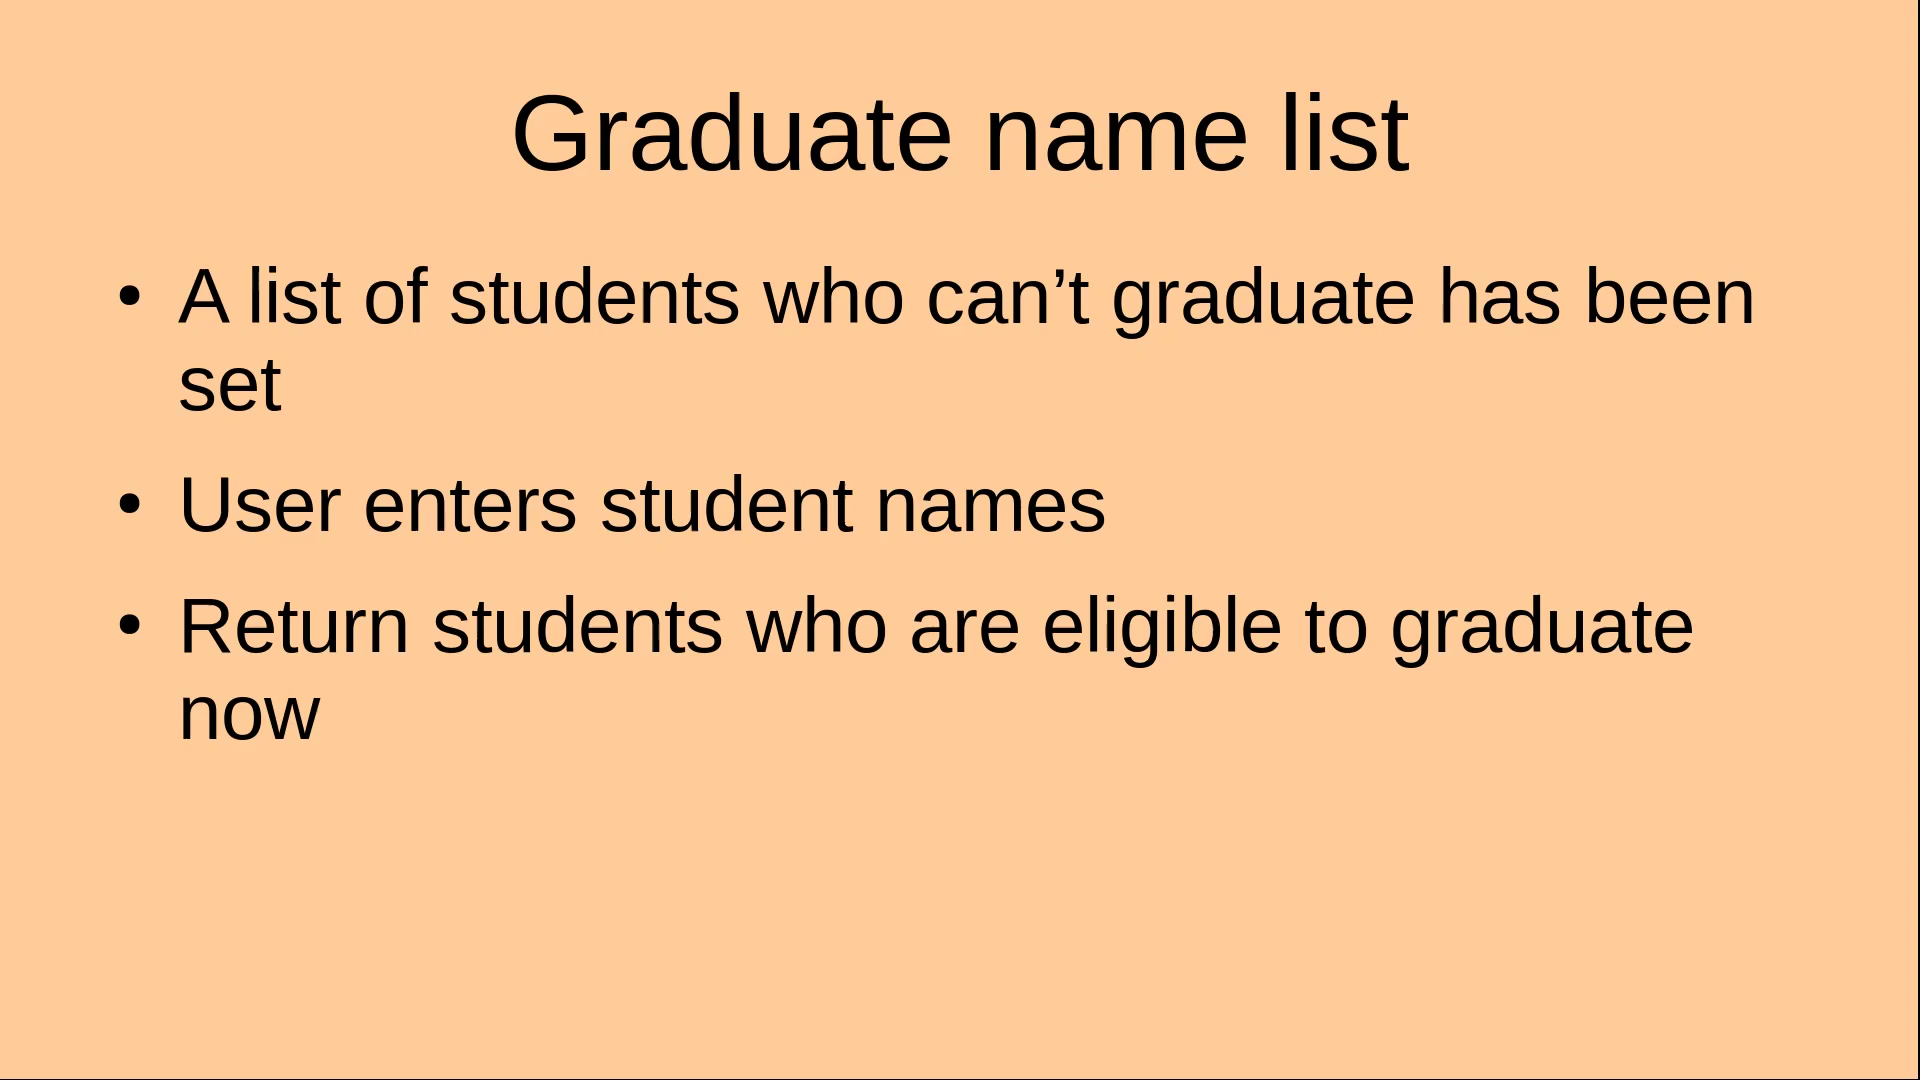 Graduate name list
• A list of students who can’t graduate has been
set
• User enters student names
• Return students who are eligible to graduate
now